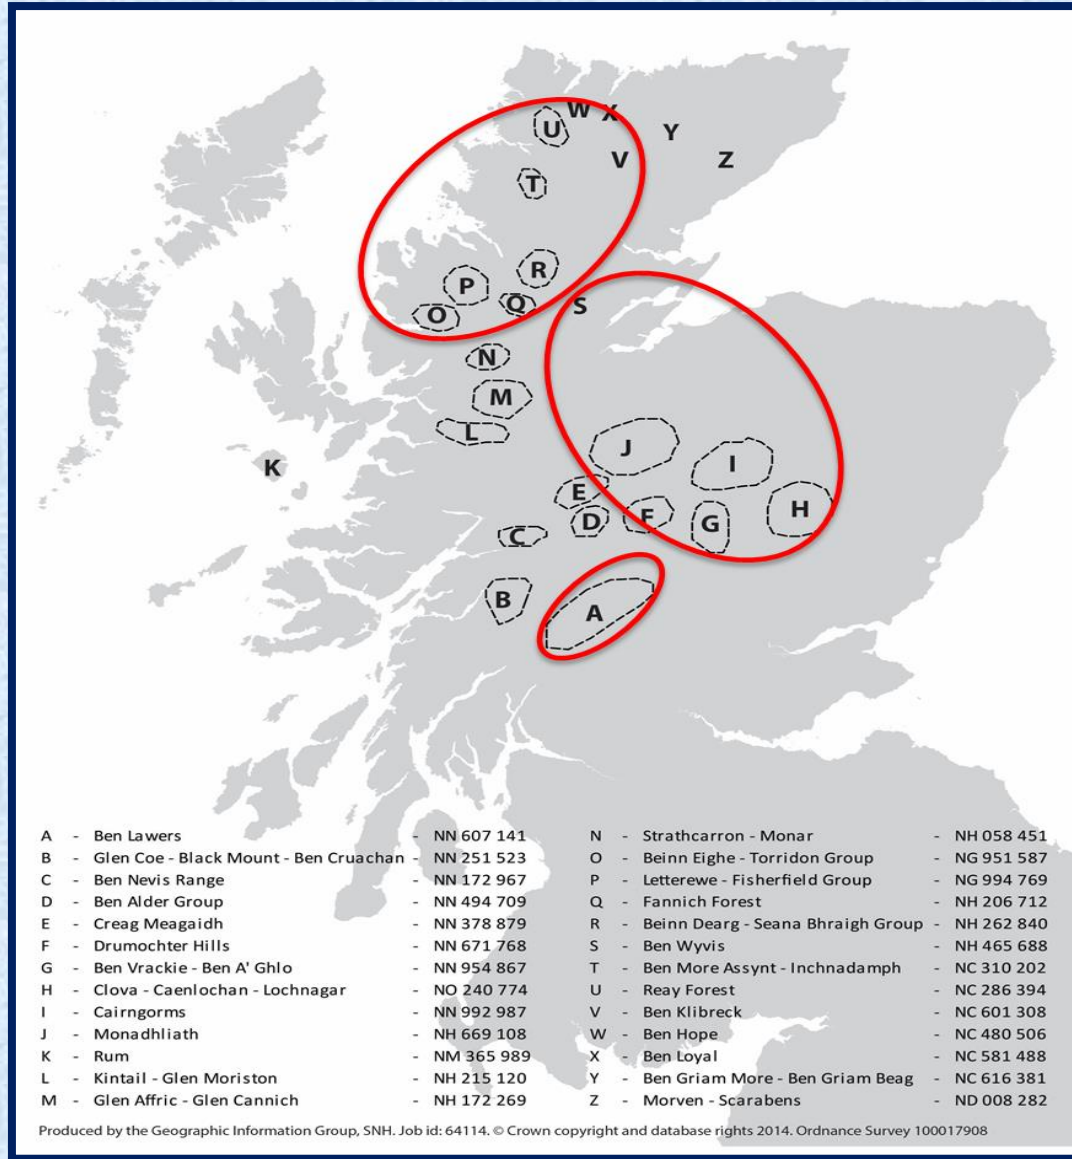 W
X
U
Y
V
Z
T
R
P
Q
S
O
N
M
L
J
K
I
E
H
F
D
G
C
B
A
A - Ben Lawers - NN 607 141
B - Glen Coe - Black Mount - Ben Cruachan - NN 251 523
C - Ben Nevis Range - NN 172 967
D - Ben Alder Group - NN 494 709
E - Creag Meagaidh - NN 378 879
F - Drumochter Hills - NN 671 768
G - Ben Vrackie - Ben A' Ghlo - NN 954 867
H - Clova - Caenlochan - Lochnagar - NO 240 774
I - Cairngorms - NN 992 987
J - Monadhliath - NH 669 108
K - Rum - NM 365 989
L - Kintail - Glen Moriston - NH 215 120
M - Glen Affric - Glen Cannich - NH 172 269
N - Strathcarron - Monar - NH 058 451
O - Beinn Eighe - Torridon Group - NG 951 587
P - Letterewe - Fisherfield Group - NG 994 769
Q - Fannich Forest - NH 206 712
R - Beinn Dearg - Seana Bhraigh Group - NH 262 840
S - Ben Wyvis - NH 465 688
T - Ben More Assynt - Inchnadamph - NC 310 202
U - Reay Forest - NC 286 394
V - Ben Klibreck - NC 601 308
W - Ben Hope - NC 480 506
X - Ben Loyal - NC 581 488
Y - Ben Griam More - Ben Griam Beag - NC 616 381
Z - Morven - Scarabens - ND 008 282
Produced by the Geographic Information Group, SNH. Job id: 64114. © Crown copyright and database rights 2014. Ordnance Survey 100017908